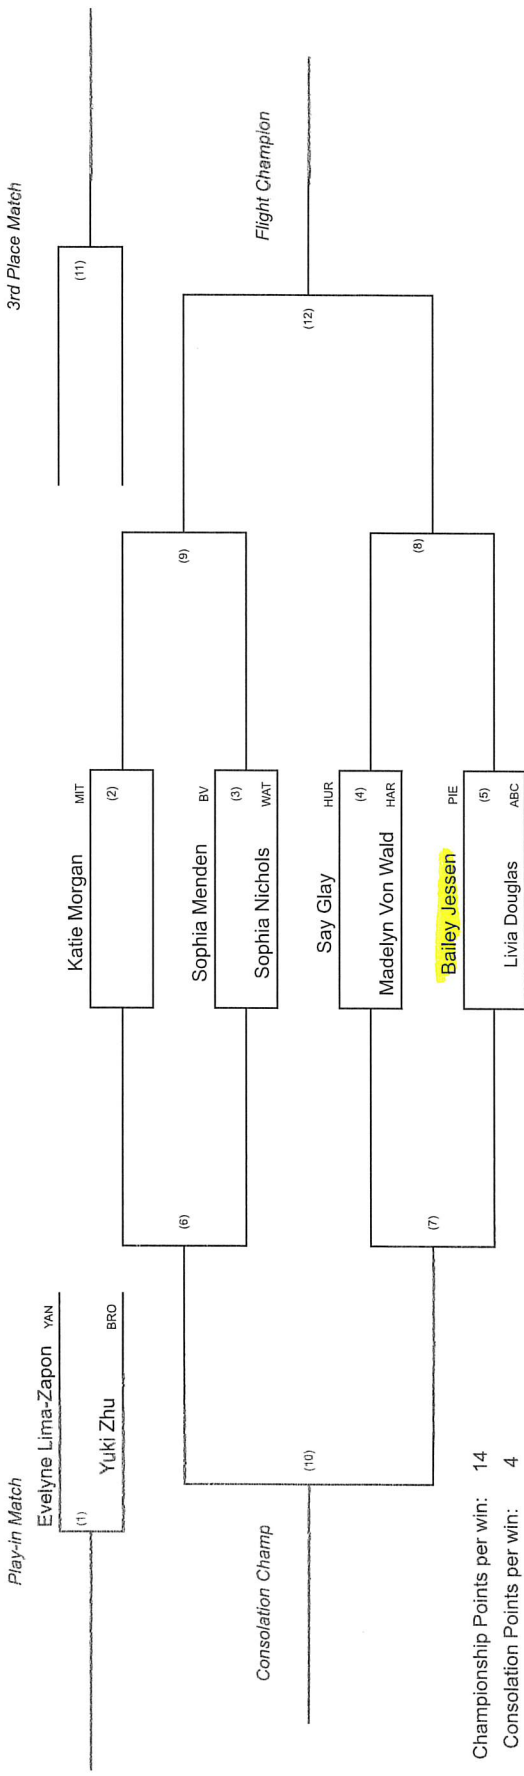 Play-in Match
Evelyne Lima-Zapon YAN
(1)
Yuki Zhu BRO
Katie Morgan MIT
(2)
Sophia Menden BV
(3)
Sophia Nichols WAT
Say Glay HUR
(4)
Madelyn Von Wald HAR
Bailey Jessen PIE
(5)
Livia Douglas ABC
(6)
(7)
(9)
(8)
3rd Place Match
(11)
Flight Champion
(12)
Consolation Champ
(10)
Championship Points per win: 14
Consolation Points per win: 4